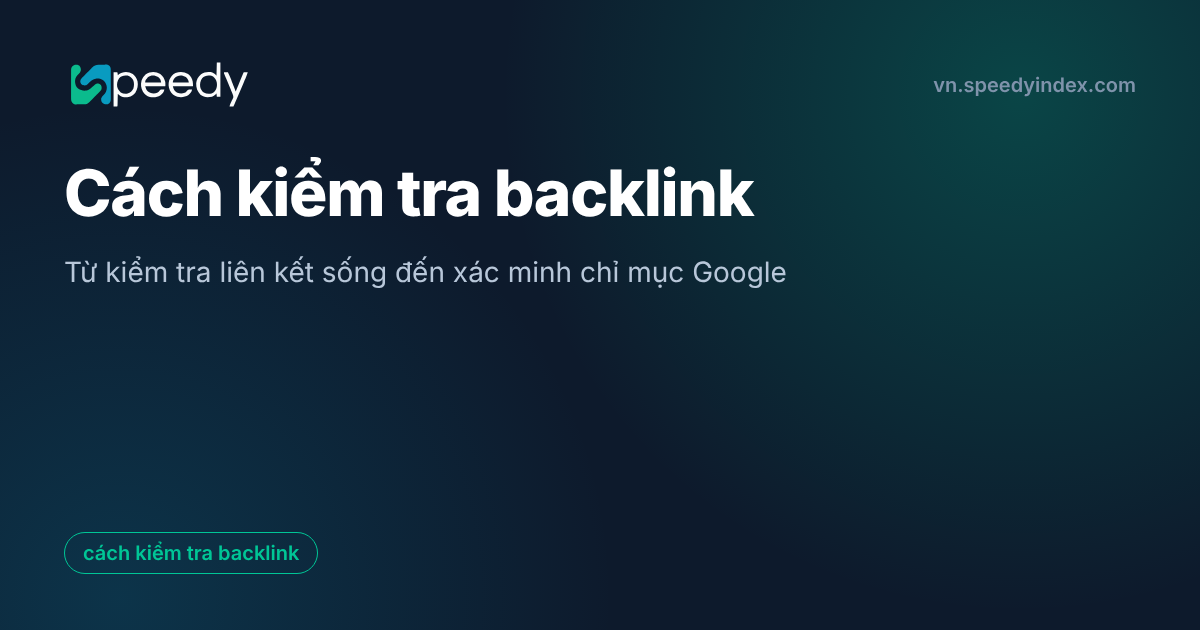 Speedy
vn.speedyindex.com
Cách kiểm tra backlink
Từ kiểm tra liên kết sống đến xác minh chỉ mục Google
cách kiểm tra backlink